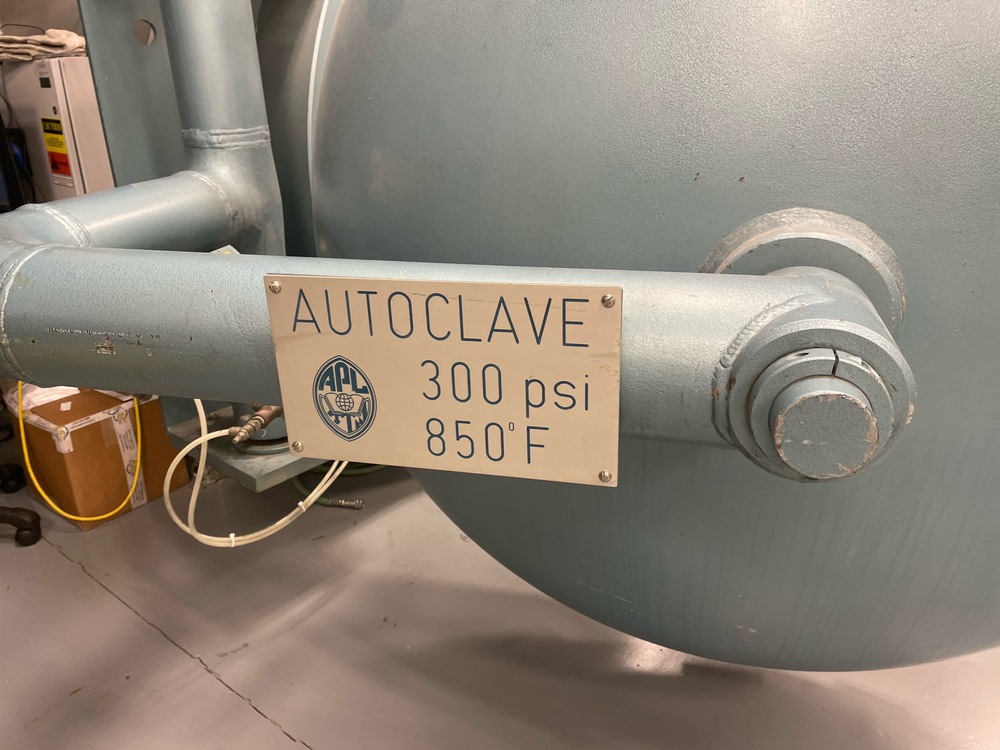 AUTOCLAVE
APL
300 psi
850°F